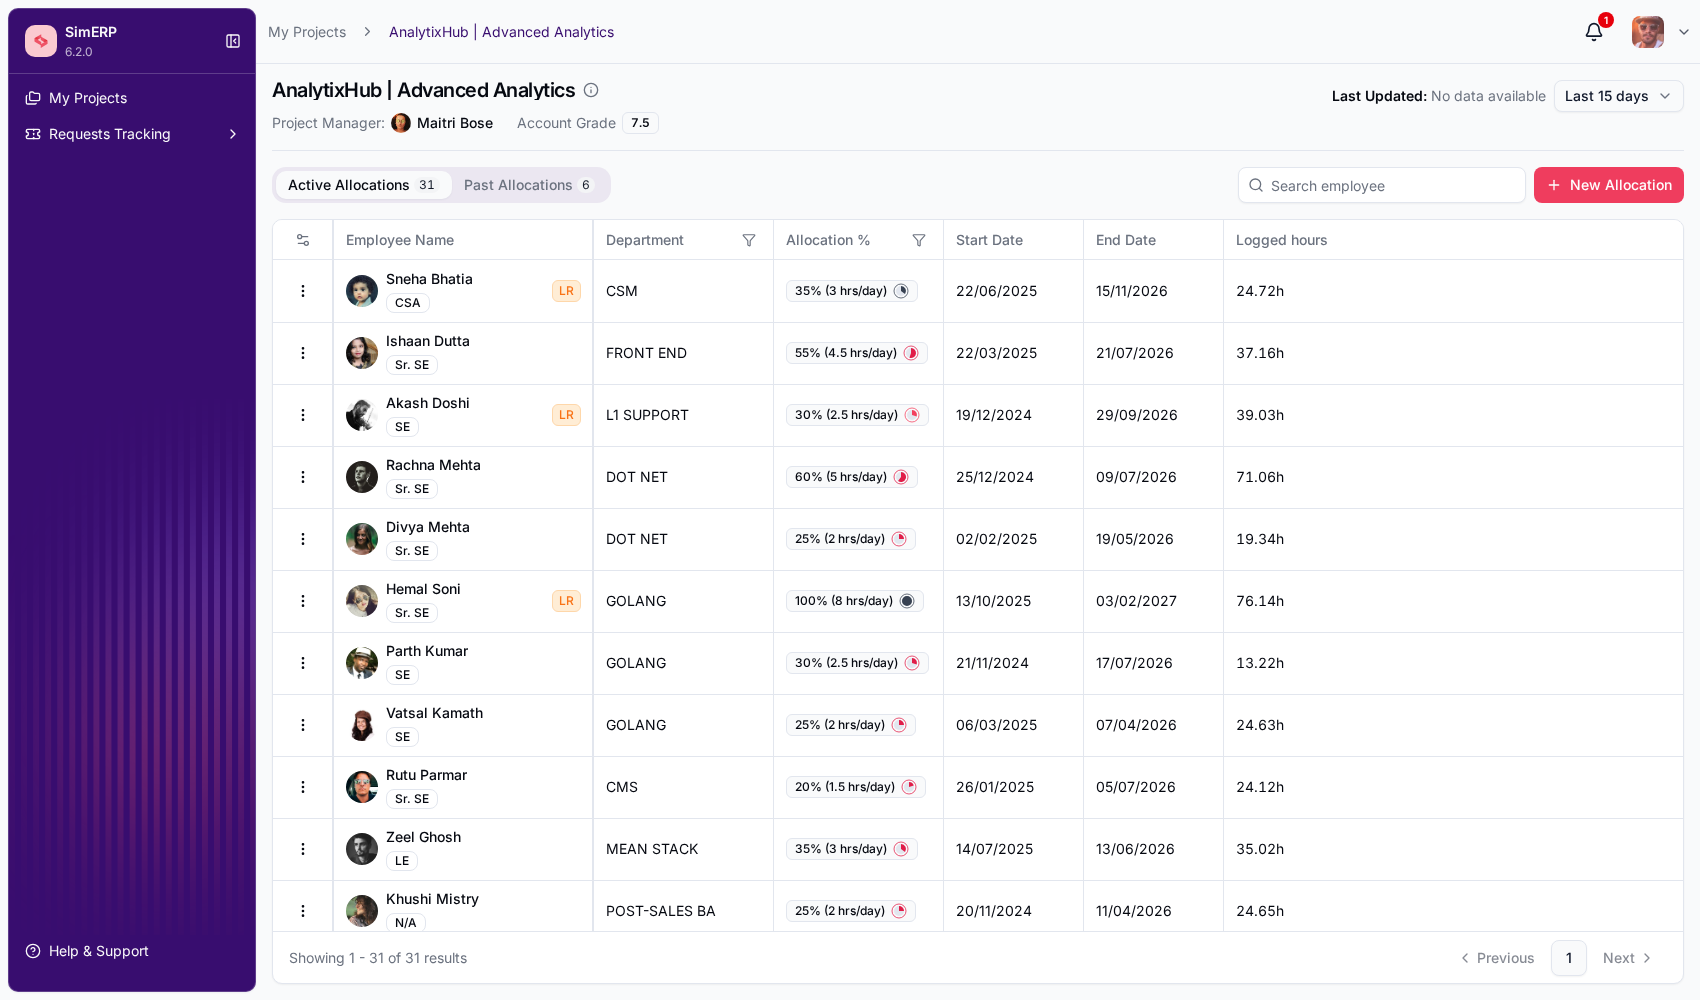 SimERP
6.2.0
My Projects
Requests Tracking
Help & Support
My Projects > AnalytixHub | Advanced Analytics
1
AnalytixHub | Advanced Analytics
Project Manager: Maitri Bose Account Grade 7.5
Last Updated: No data available Last 15 days
Active Allocations 31 Past Allocations 6
Search employee
+ New Allocation
Employee Name Department Allocation % Start Date End Date Logged hours
Sneha Bhatia CSA LR CSM 35% (3 hrs/day) 22/06/2025 15/11/2026 24.72h
Ishaan Dutta Sr. SE FRONT END 55% (4.5 hrs/day) 22/03/2025 21/07/2026 37.16h
Akash Doshi SE LR L1 SUPPORT 30% (2.5 hrs/day) 19/12/2024 29/09/2026 39.03h
Rachna Mehta Sr. SE DOT NET 60% (5 hrs/day) 25/12/2024 09/07/2026 71.06h
Divya Mehta Sr. SE DOT NET 25% (2 hrs/day) 02/02/2025 19/05/2026 19.34h
Hemal Soni Sr. SE LR GOLANG 100% (8 hrs/day) 13/10/2025 03/02/2027 76.14h
Parth Kumar SE GOLANG 30% (2.5 hrs/day) 21/11/2024 17/07/2026 13.22h
Vatsal Kamath SE GOLANG 25% (2 hrs/day) 06/03/2025 07/04/2026 24.63h
Rutu Parmar Sr. SE CMS 20% (1.5 hrs/day) 26/01/2025 05/07/2026 24.12h
Zeel Ghosh LE MEAN STACK 35% (3 hrs/day) 14/07/2025 13/06/2026 35.02h
Khushi Mistry N/A POST-SALES BA 25% (2 hrs/day) 20/11/2024 11/04/2026 24.65h
Showing 1 - 31 of 31 results
Previous 1 Next